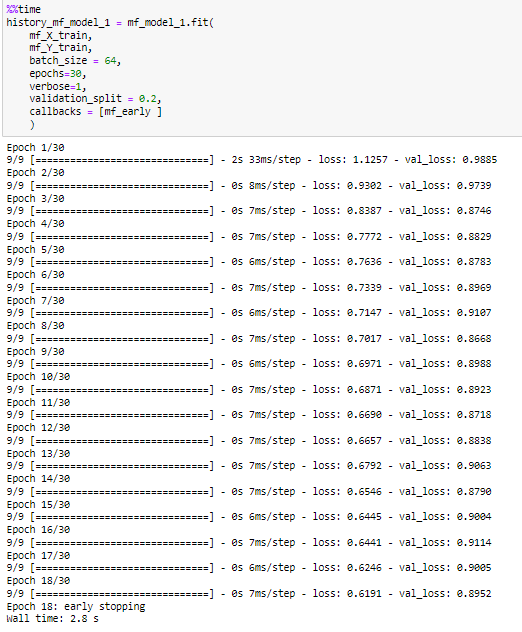 %%time
history_mf_model_1 = mf_model_1.fit(
    mf_X_train,
    mf_Y_train,
    batch_size = 64,
    epochs=30,
    verbose=1,
    validation_split = 0.2,
    callbacks = [mf_early ]
    )
Epoch 1/30
9/9 [==============================] - 2s 33ms/step - loss: 1.1257 - val_loss: 0.9885
Epoch 2/30
9/9 [==============================] - 0s 8ms/step - loss: 0.9302 - val_loss: 0.9739
Epoch 3/30
9/9 [==============================] - 0s 7ms/step - loss: 0.8387 - val_loss: 0.8746
Epoch 4/30
9/9 [==============================] - 0s 7ms/step - loss: 0.7772 - val_loss: 0.8829
Epoch 5/30
9/9 [==============================] - 0s 6ms/step - loss: 0.7636 - val_loss: 0.8783
Epoch 6/30
9/9 [==============================] - 0s 7ms/step - loss: 0.7339 - val_loss: 0.8969
Epoch 7/30
9/9 [==============================] - 0s 6ms/step - loss: 0.7147 - val_loss: 0.9107
Epoch 8/30
9/9 [==============================] - 0s 7ms/step - loss: 0.7017 - val_loss: 0.8668
Epoch 9/30
9/9 [==============================] - 0s 6ms/step - loss: 0.6971 - val_loss: 0.8988
Epoch 10/30
9/9 [==============================] - 0s 7ms/step - loss: 0.6871 - val_loss: 0.8923
Epoch 11/30
9/9 [==============================] - 0s 7ms/step - loss: 0.6690 - val_loss: 0.8718
Epoch 12/30
9/9 [==============================] - 0s 7ms/step - loss: 0.6657 - val_loss: 0.8838
Epoch 13/30
9/9 [==============================] - 0s 7ms/step - loss: 0.6792 - val_loss: 0.9063
Epoch 14/30
9/9 [==============================] - 0s 7ms/step - loss: 0.6546 - val_loss: 0.8790
Epoch 15/30
9/9 [==============================] - 0s 6ms/step - loss: 0.6445 - val_loss: 0.9004
Epoch 16/30
9/9 [==============================] - 0s 7ms/step - loss: 0.6441 - val_loss: 0.9114
Epoch 17/30
9/9 [==============================] - 0s 6ms/step - loss: 0.6246 - val_loss: 0.9005
Epoch 18/30
9/9 [==============================] - 0s 7ms/step - loss: 0.6191 - val_loss: 0.8952
Epoch 18: early stopping
Wall time: 2.8 s